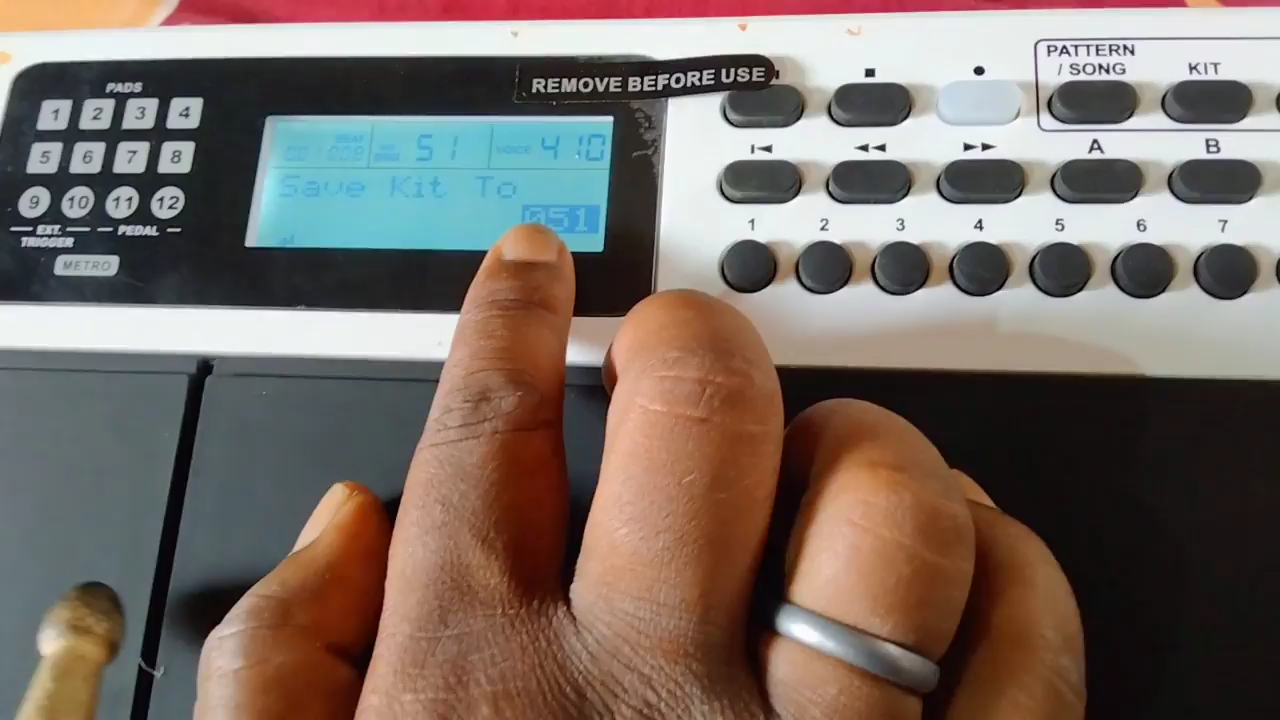 REMOVE BEFORE USE
PADS
1 2 3 4
5 6 7 8
9 10 11 12
EXT. TRIGGER
PEDAL
METRO
51
VOICE 410
Save Kit To
051
PATTERN
/ SONG
KIT
A
B
1 2 3 4 5 6 7